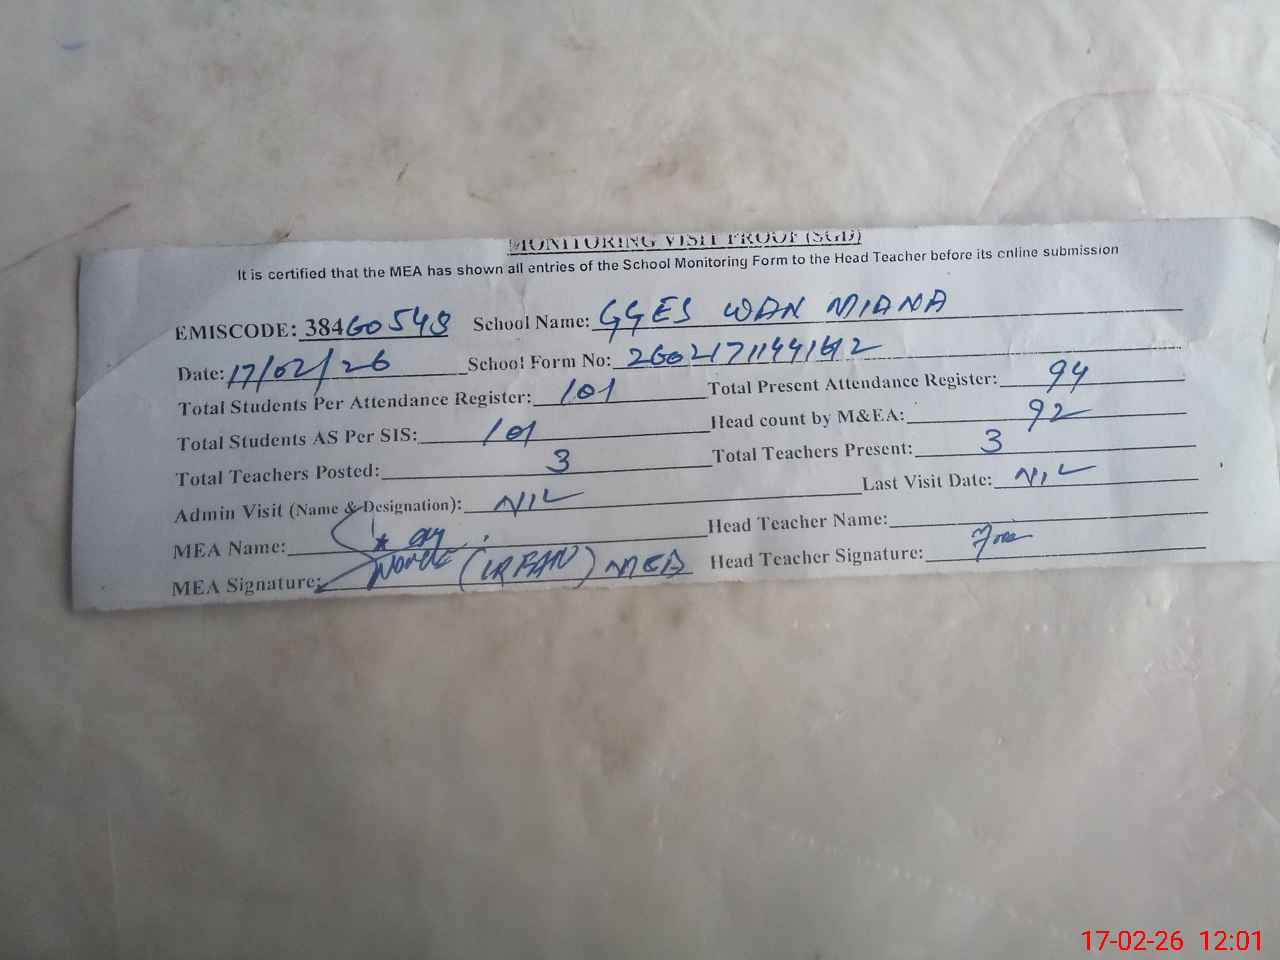 MONITORING VISIT PROOF (SGD)
It is certified that the MEA has shown all entries of the School Monitoring Form to the Head Teacher before its online submission
EMISCODE: 38460548 School Name: GGES WAN MIANA
Date: 17/02/26 School Form No:
Total Students Per Attendance Register: 101 Total Present Attendance Register: 94
Total Students AS Per SIS: 101 Head count by M&EA: 92
Total Teachers Posted: 3 Total Teachers Present: 3
Admin Visit (Name & Designation): NIL Last Visit Date: NIL
MEA Name: Head Teacher Name:
MEA Signature: (IRFAN) MEA Head Teacher Signature:
17-02-26 12:01